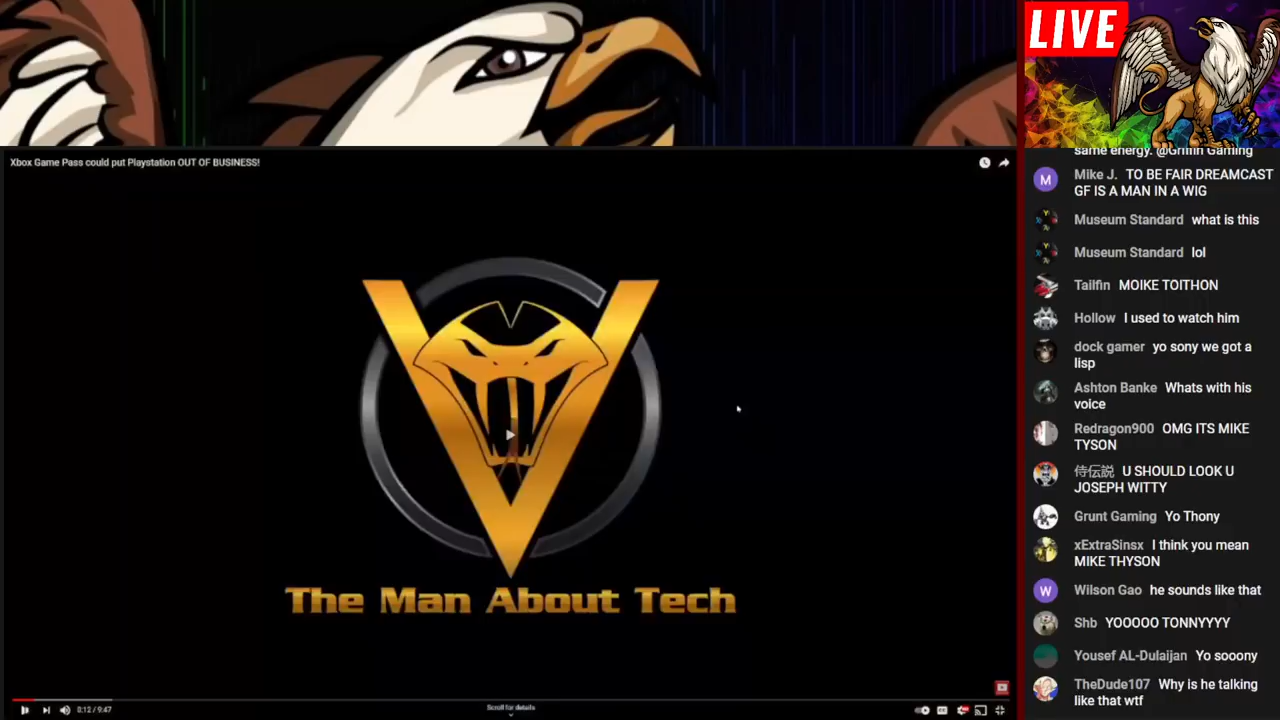 LIVE
Xbox Game Pass could put Playstation OUT OF BUSINESS!
The Man About Tech
0:12 / 9:47
Scroll for details
same energy. @Griffin Gaming
M
Mike J. TO BE FAIR DREAMCAST
GF IS A MAN IN A WIG
Museum Standard what is this
Museum Standard lol
Tailfin MOIKE TOITHON
Hollow I used to watch him
dock gamer yo sony we got a
lisp
Ashton Banke Whats with his
voice
Redragon900 OMG ITS MIKE
TYSON
侍伝説 U SHOULD LOOK U
JOSEPH WITTY
Grunt Gaming Yo Thony
xExtraSinsx I think you mean
MIKE THYSON
W
Wilson Gao he sounds like that
Shb YOOOOO TONNYYYY
Yousef AL-Dulaijan Yo sooony
TheDude107 Why is he talking
like that wtf